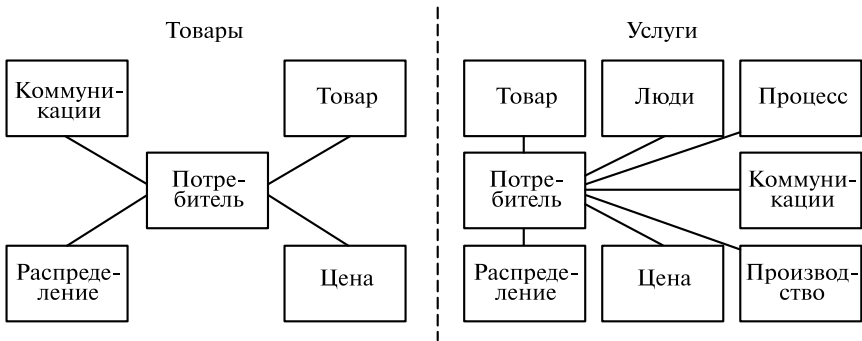 Товары
Коммуни-
кации
Товар
Потре-
битель
Распреде-
ление
Цена
Услуги
Товар
Люди
Процесс
Потре-
битель
Коммуни-
кации
Распреде-
ление
Цена
Производ-
ство